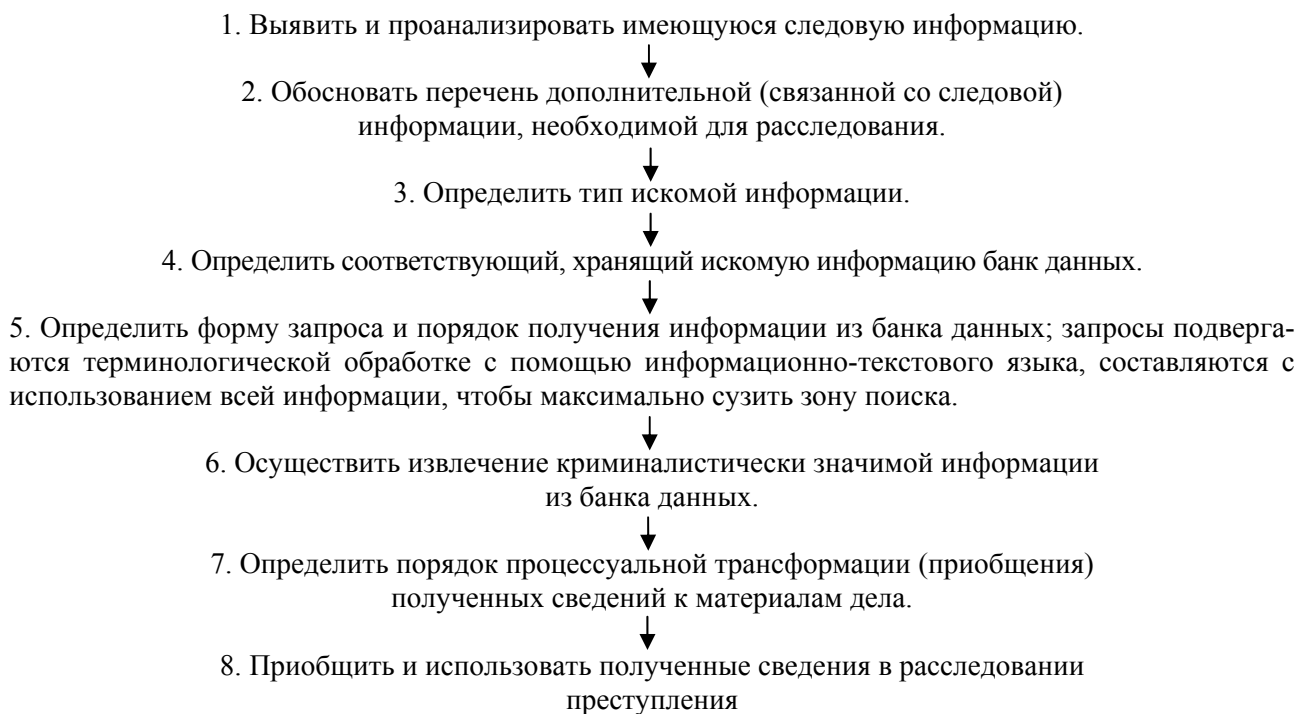 1. Выявить и проанализировать имеющуюся следовую информацию.
2. Обосновать перечень дополнительной (связанной со следовой)
информации, необходимой для расследования.
3. Определить тип искомой информации.
4. Определить соответствующий, хранящий искомую информацию банк данных.
5. Определить форму запроса и порядок получения информации из банка данных; запросы подверга-
ются терминологической обработке с помощью информационно-текстового языка, составляются с
использованием всей информации, чтобы максимально сузить зону поиска.
6. Осуществить извлечение криминалистически значимой информации
из банка данных.
7. Определить порядок процессуальной трансформации (приобщения)
полученных сведений к материалам дела.
8. Приобщить и использовать полученные сведения в расследовании
преступления